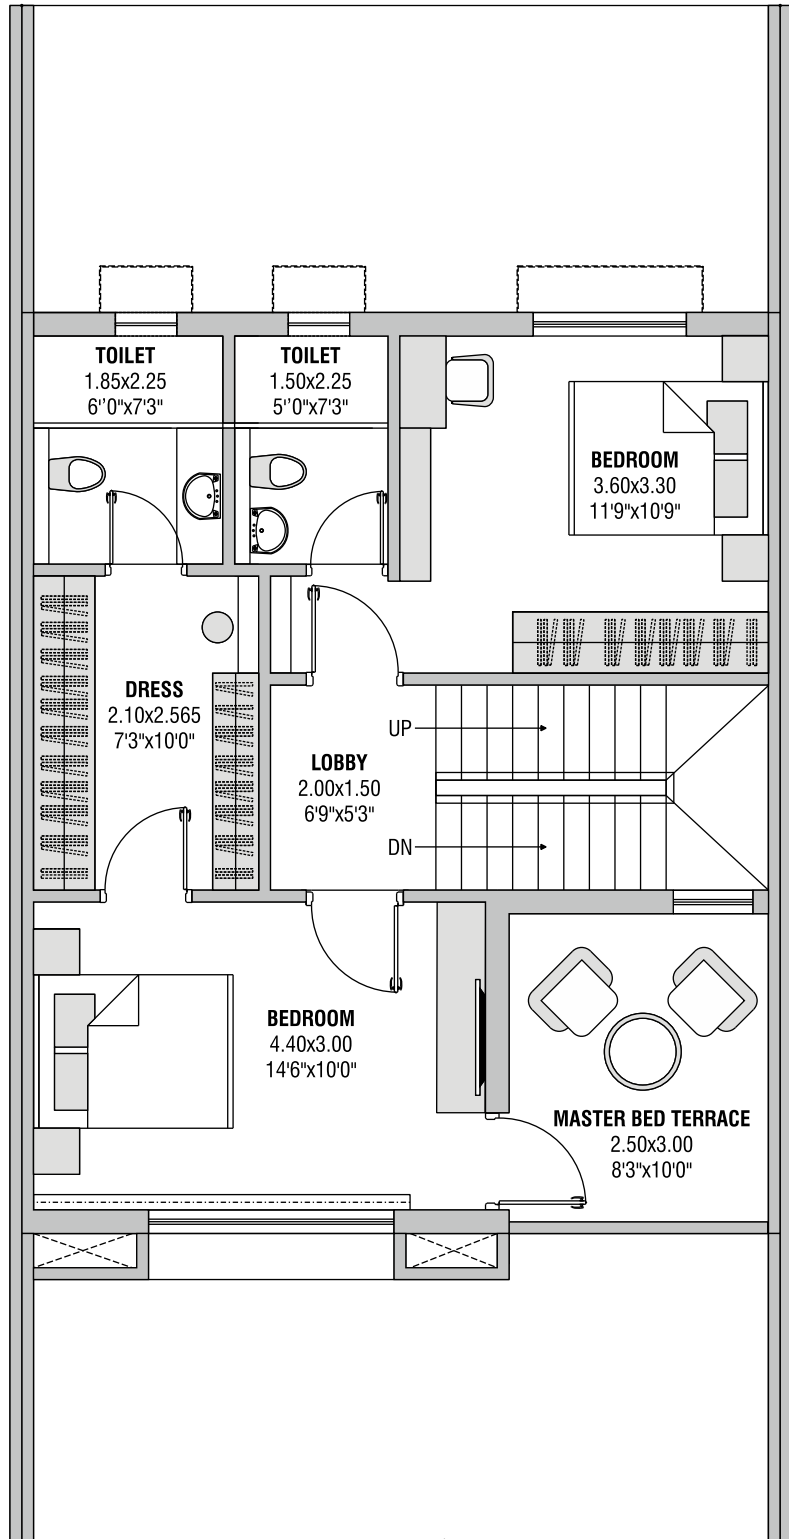 TOILET
1.85x2.25
6'’0"x7'3"
TOILET
1.50x2.25
5'’0"x7'3"
BEDROOM
3.60x3.30
11'9"x10'9"
DRESS
2.10x2.565
7'3"x10'0"
UP
LOBBY
2.00x1.50
6'9"x5'3"
DN
BEDROOM
4.40x3.00
14'6"x10'0"
MASTER BED TERRACE
2.50x3.00
8'3"x10'0"